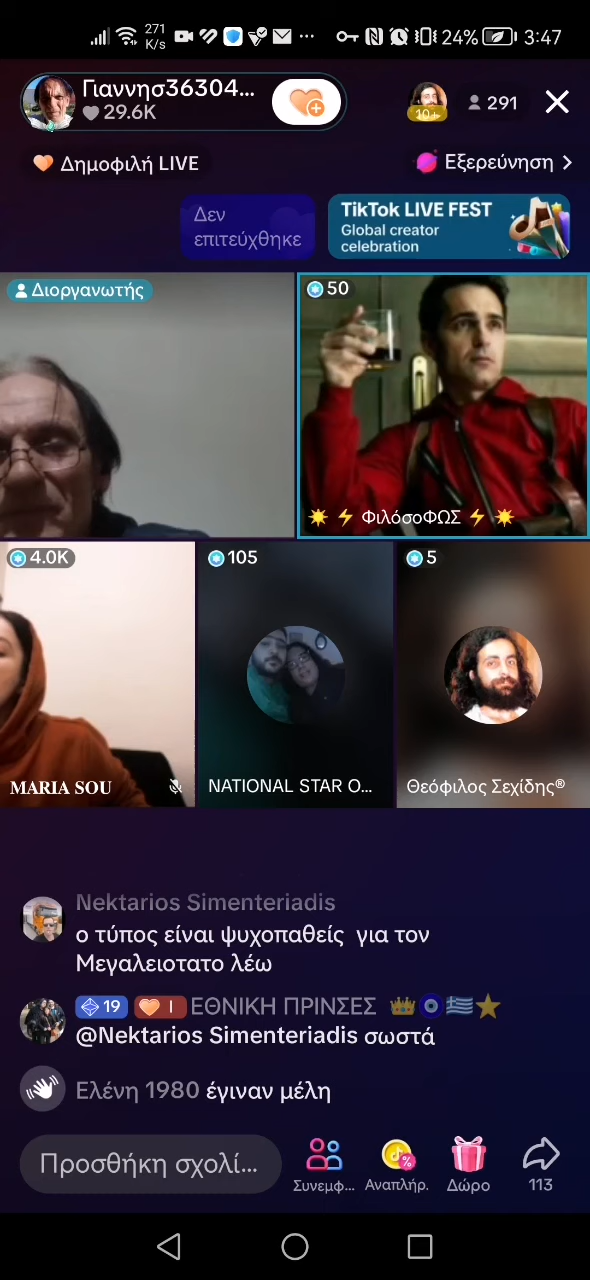 271
K/s
24%
3:47
Γιαννησ36304...
29.6K
10+
291
Δημοφιλή LIVE
Εξερεύνηση
Δεν
επιτεύχθηκε
TikTok LIVE FEST
Global creator
celebration
Διοργανωτής
50
ΦιλόσοΦΩΣ
4.0K
105
5
MARIA SOU
NATIONAL STAR O...
Θεόφιλος Σεχίδης®
Nektarios Simenteriadis
ο τύπος είναι ψυχοπαθείς για τον
Μεγαλειοτατο λέω
19
I
ΕΘΝΙΚΗ ΠΡΙΝΣΕΣ
@Nektarios Simenteriadis σωστά
Ελένη 1980 έγιναν μέλη
Προσθήκη σχολί...
Συνεμφ...
Αναπλήρ.
Δώρο
113